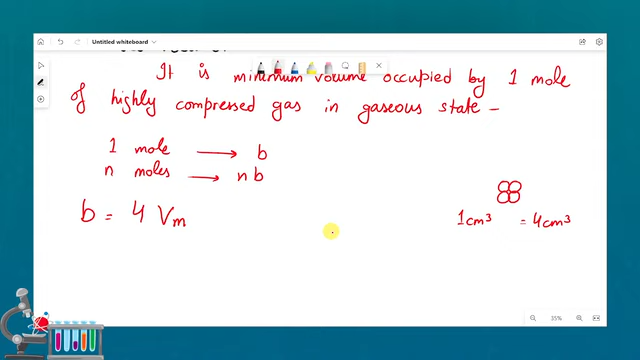 Untitled whiteboard
It is minimum volume occupied by 1 mole
of highly compressed gas in gaseous state –
1 mole → b
n moles → n b
b = 4 Vm
1cm³ = 4cm³
35%